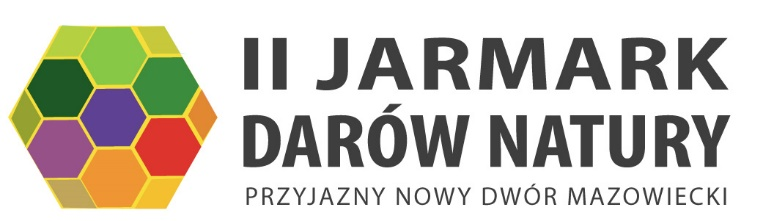 II JARMARK
DARÓW NATURY
PRZYJAZNY NOWY DWÓR MAZOWIECKI